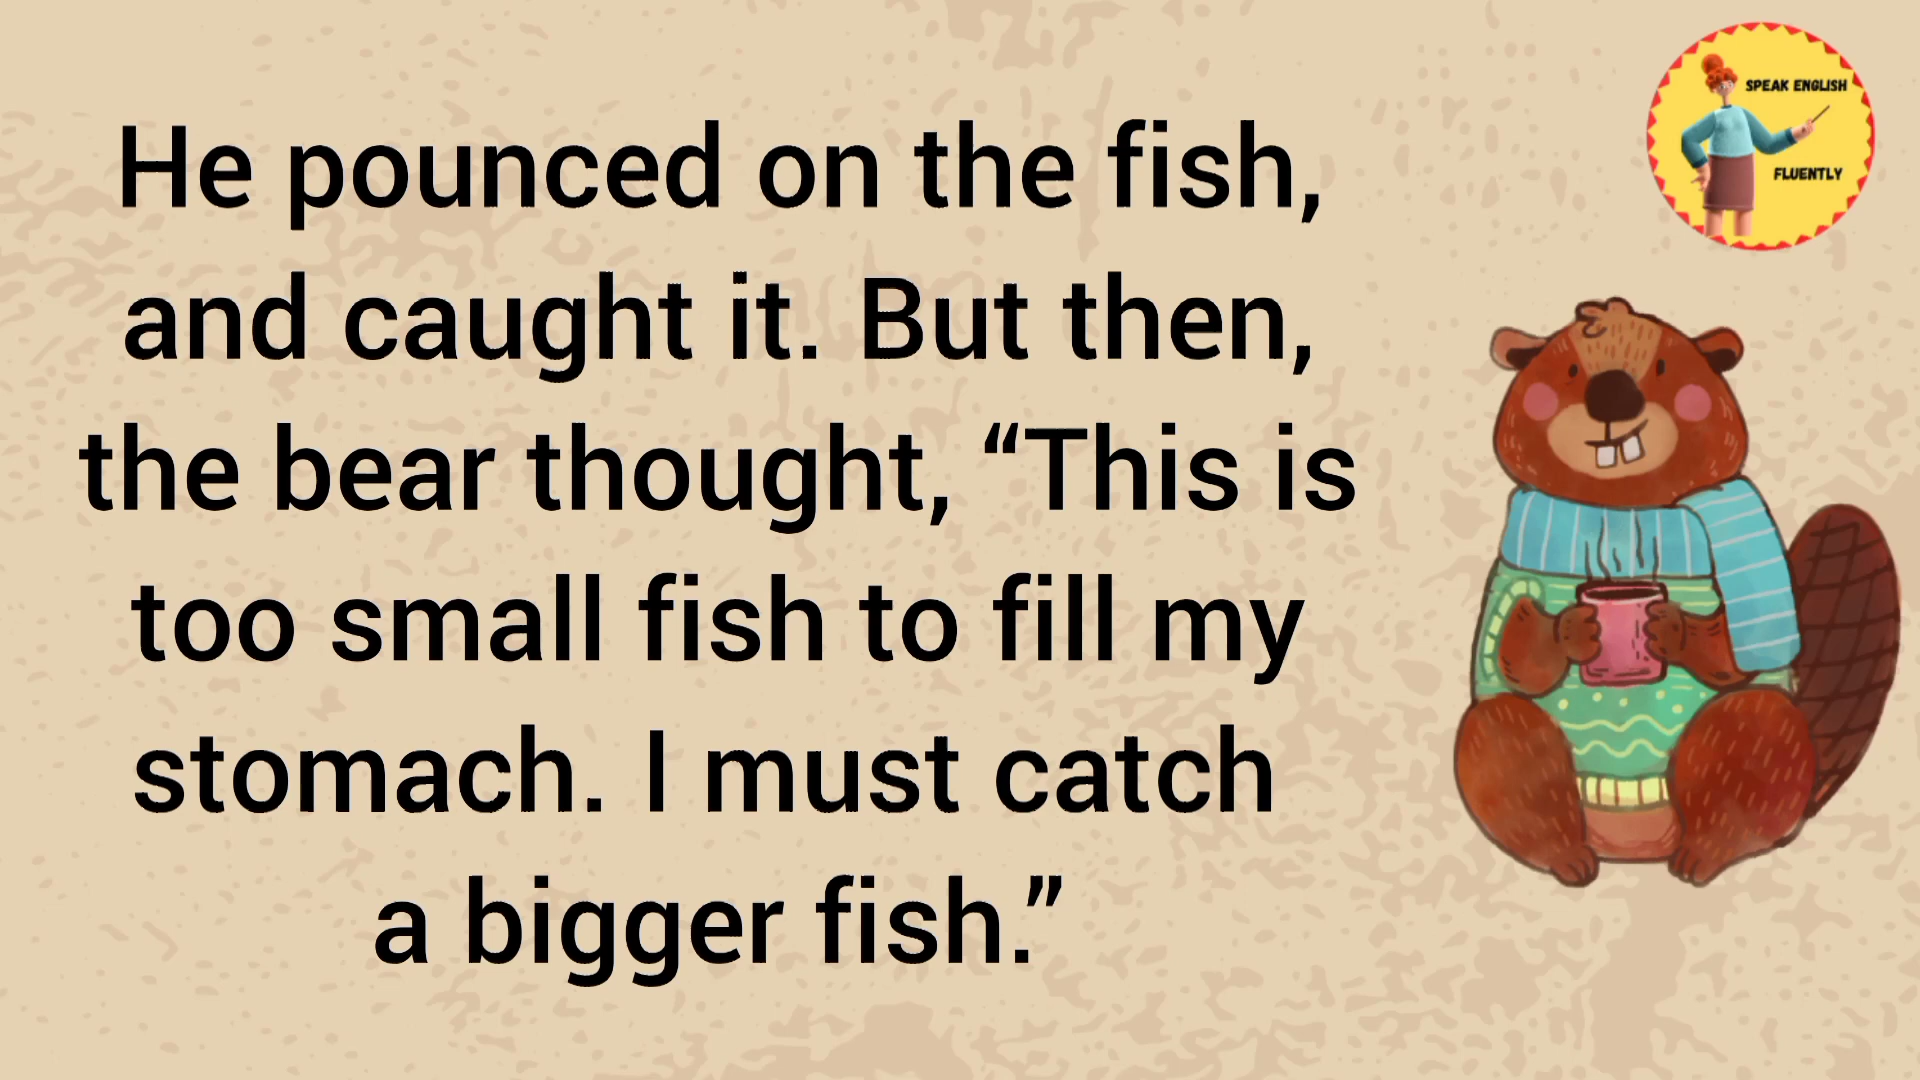 He pounced on the fish,
and caught it. But then,
the bear thought, “This is
too small fish to fill my
stomach. I must catch
a bigger fish.”
SPEAK ENGLISH
FLUENTLY